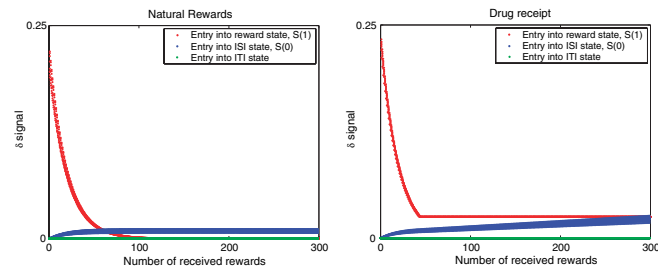 Natural Rewards
0.25
Entry into reward state, S(1)
Entry into ISI state, S(0)
Entry into ITI state
δ signal
0
0
100
200
300
Number of received rewards
Drug receipt
0.25
Entry into reward state, S(1)
Entry into ISI state, S(0)
Entry into ITI state
δ signal
0
0
100
200
300
Number of received rewards